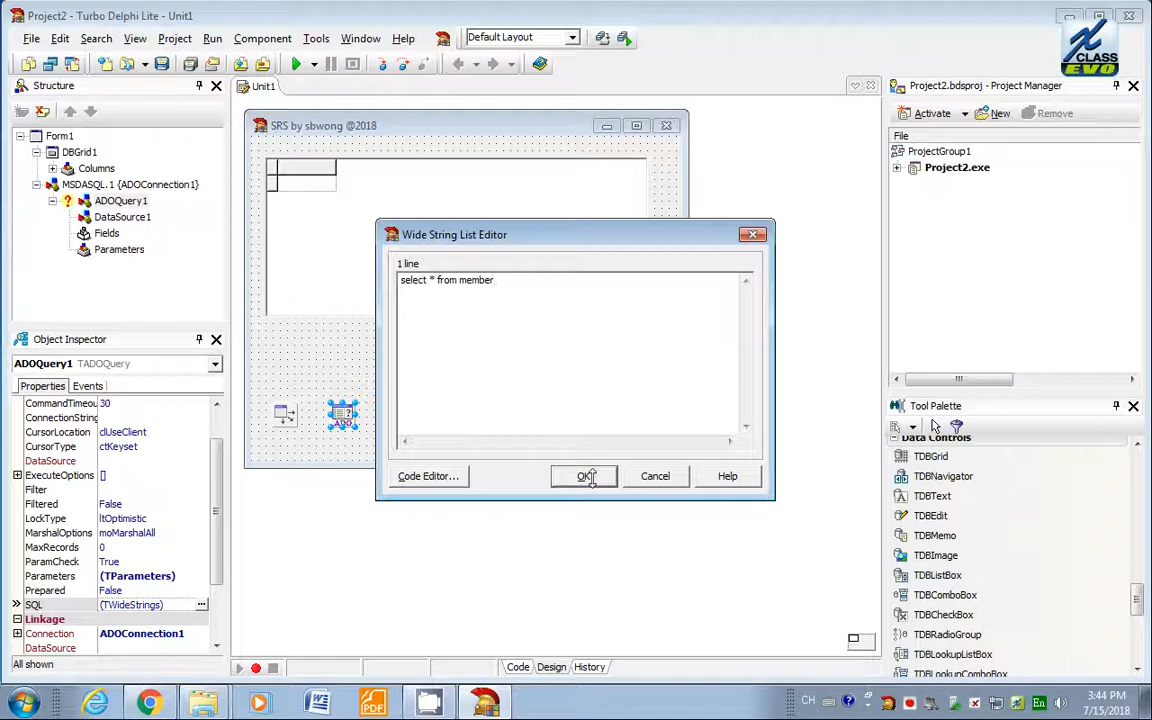 Project2 - Turbo Delphi Lite - Unit1
File Edit Search View Project Run Component Tools Window Help
Default Layout
CLASS
EVO
Structure
Form1
DBGrid1
Columns
MSDASQL.1 {ADOConnection1}
ADOQuery1
DataSource1
Fields
Parameters
Unit1
SRS by sbwong @2018
Wide String List Editor
1 line
select * from member
Code Editor... OK Cancel Help
ADO
Object Inspector
ADOQuery1 TADOQuery
Properties Events
CommandTimeou 30
ConnectionString
CursorLocation clUseClient
CursorType ctKeyset
DataSource
ExecuteOptions []
Filter
Filtered False
LockType ltOptimistic
MarshalOptions moMarshalAll
MaxRecords 0
ParamCheck True
Parameters (TParameters)
Prepared False
SQL (TWideStrings) ...
Linkage
Connection ADOConnection1
DataSource
All shown
Code Design History
Project2.bdsproj - Project Manager
Activate New Remove
File
ProjectGroup1
Project2.exe
Tool Palette
Data Controls
TDBGrid
TDBNavigator
TDBText
TDBEdit
TDBMemo
TDBImage
TDBListBox
TDBComboBox
TDBCheckBox
TDBRadioGroup
TDBLookupListBox
TDBLookupComboBox
CH
En
3:44 PM
7/15/2018